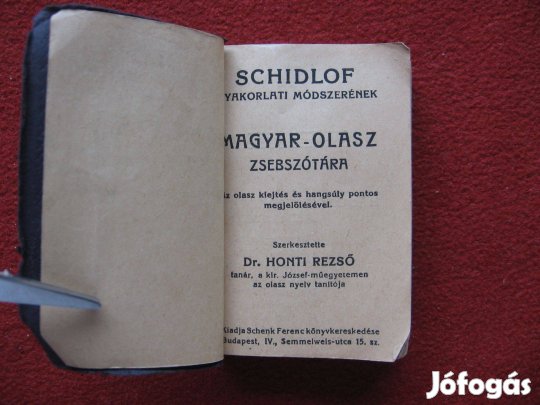 SCHIDLOF
YAKORLATI MÓDSZERÉNEK
MAGYAR-OLASZ
ZSEBSZÓTÁRA
az olasz kiejtés és hangsúly pontos
megjelölésével.
Szerkesztette
Dr. HONTI REZSŐ
tanár, a kir. József-műegyetemen
az olasz nyelv tanítója
Kiadja Schenk Ferenc könyvkereskedése
Budapest, IV., Semmelweis-utca 15. sz.
Jófogás